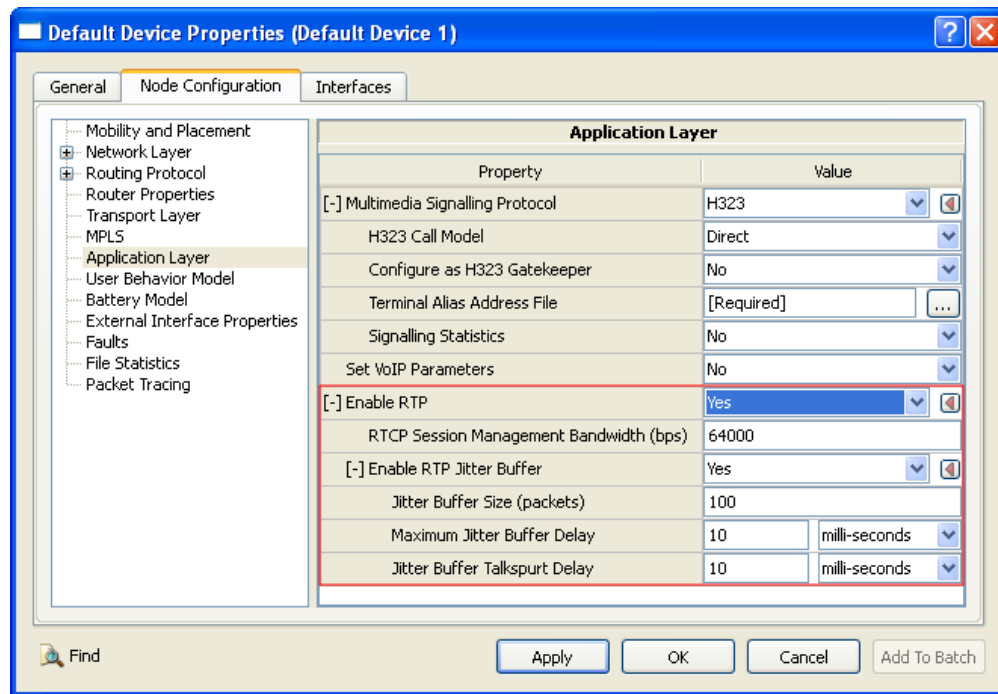 Default Device Properties (Default Device 1)
General Node Configuration Interfaces
Mobility and Placement
Network Layer
Routing Protocol
Router Properties
Transport Layer
MPLS
Application Layer
User Behavior Model
Battery Model
External Interface Properties
Faults
File Statistics
Packet Tracing
Application Layer
Property Value
[-] Multimedia Signalling Protocol H323
H323 Call Model Direct
Configure as H323 Gatekeeper No
Terminal Alias Address File [Required] ...
Signalling Statistics No
Set VoIP Parameters No
[-] Enable RTP Yes
RTCP Session Management Bandwidth (bps) 64000
[-] Enable RTP Jitter Buffer Yes
Jitter Buffer Size (packets) 100
Maximum Jitter Buffer Delay 10 milli-seconds
Jitter Buffer Talkspurt Delay 10 milli-seconds
Find Apply OK Cancel Add To Batch